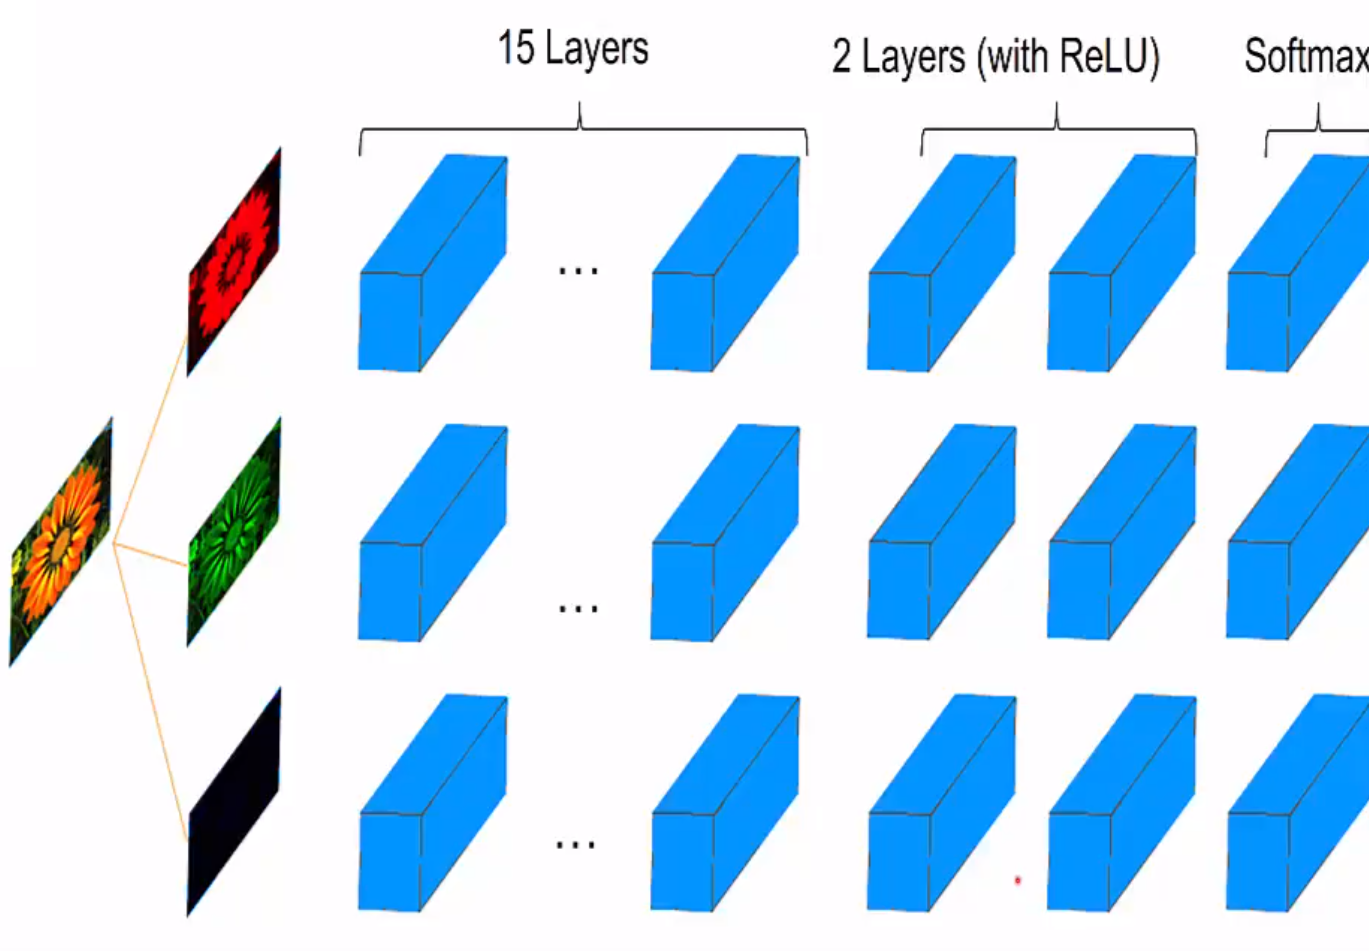 15 Layers
2 Layers (with ReLU)
Softmax
...
...
...